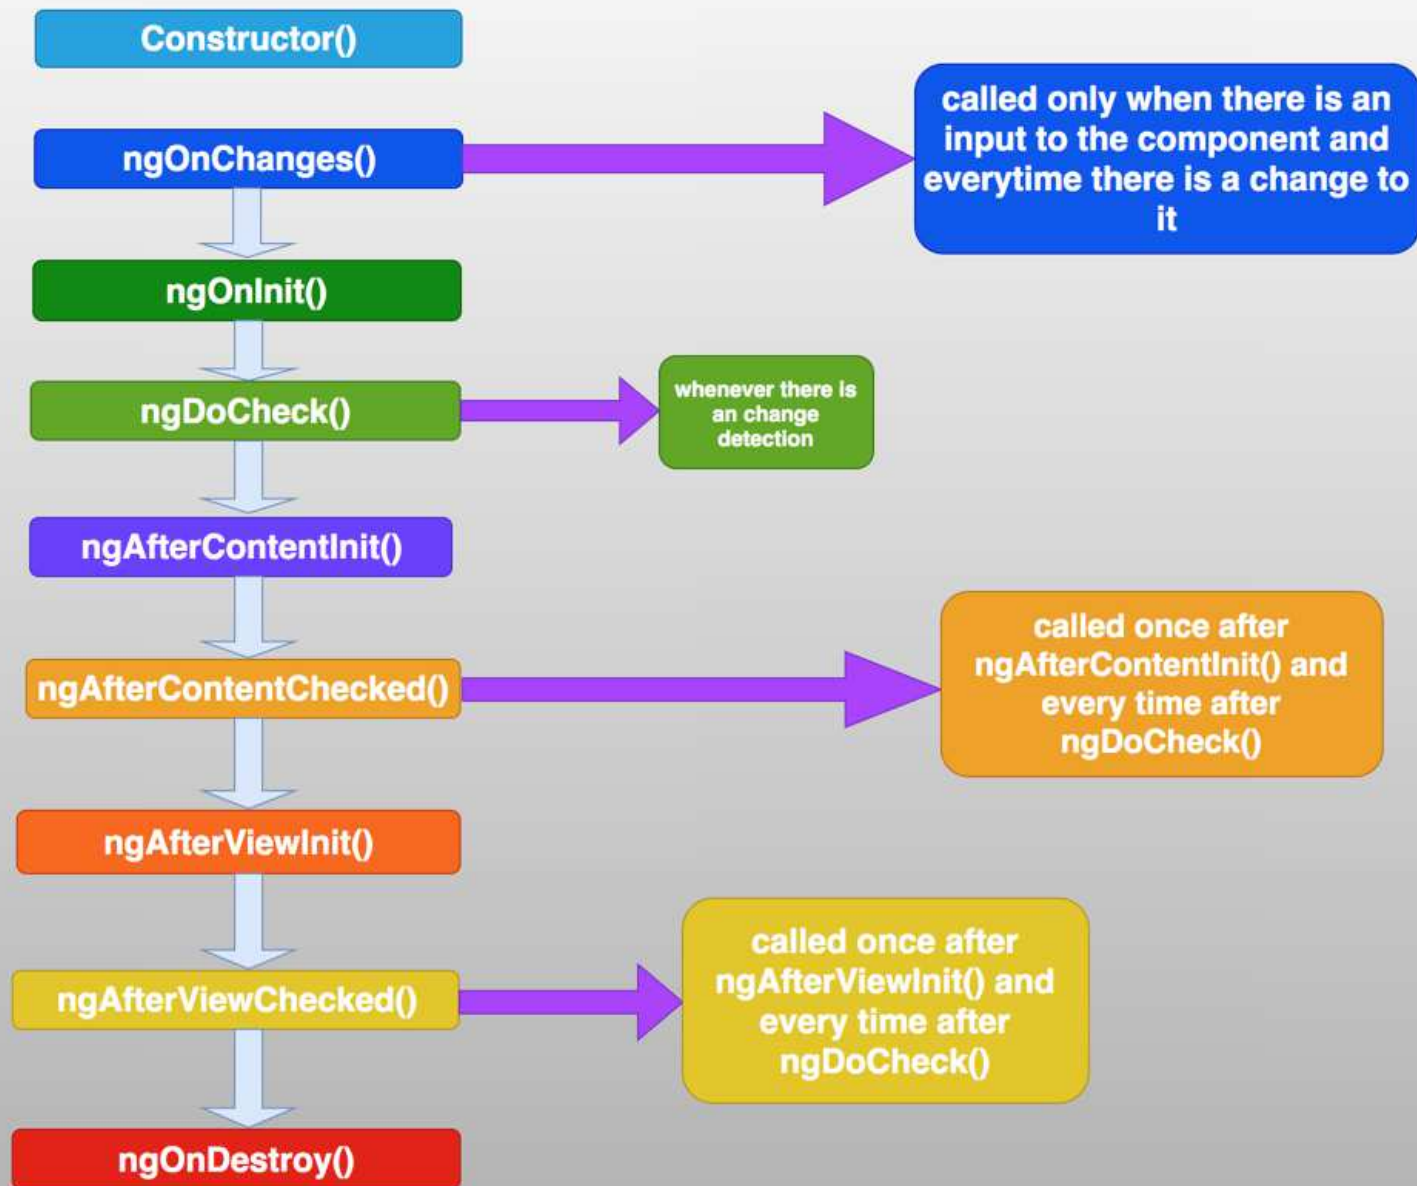 Constructor()
ngOnChanges()
called only when there is an
input to the component and
everytime there is a change to
it
ngOnInit()
ngDoCheck()
whenever there is
an change
detection
ngAfterContentInit()
ngAfterContentChecked()
called once after
ngAfterContentInit() and
every time after
ngDoCheck()
ngAfterViewInit()
ngAfterViewChecked()
called once after
ngAfterViewInit() and
every time after
ngDoCheck()
ngOnDestroy()